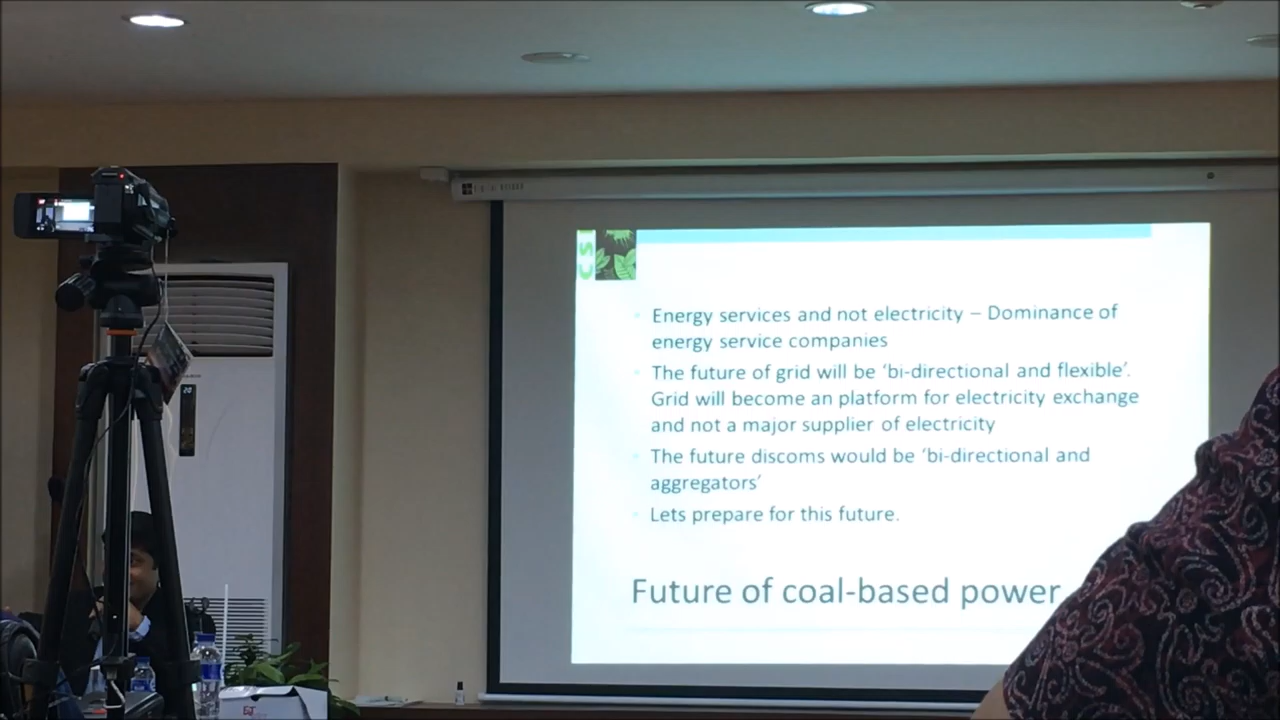 CSE
Energy services and not electricity – Dominance of
energy service companies
The future of grid will be ‘bi-directional and flexible’.
Grid will become an platform for electricity exchange
and not a major supplier of electricity
The future discoms would be ‘bi-directional and
aggregators’
Lets prepare for this future.
Future of coal-based power
20